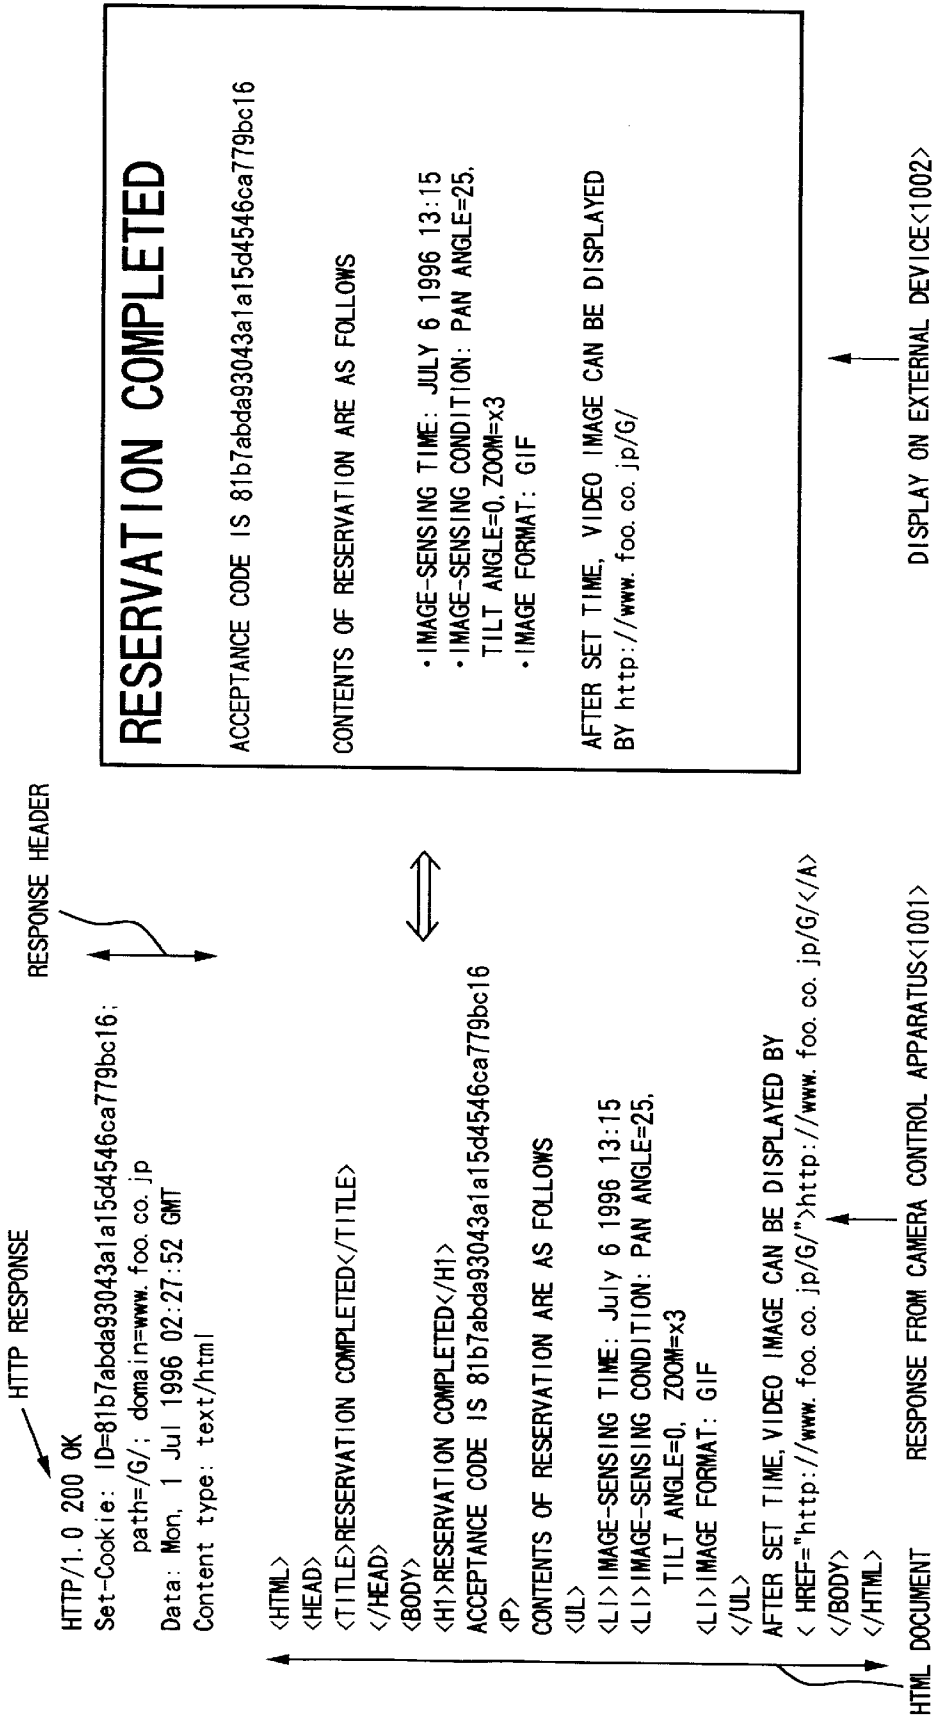 HTTP RESPONSE
HTTP/1.0 200 OK
Set-Cookie: ID=81b7abda93043a1a15d4546ca779bc16;
path=/G/; domain=www.foo.co.jp
Data: Mon, 1 Jul 1996 02:27:52 GMT
Content type: text/html
RESPONSE HEADER
<HTML>
<HEAD>
<TITLE>RESERVATION COMPLETED</TITLE>
</HEAD>
<BODY>
<H1>RESERVATION COMPLETED</H1>
ACCEPTANCE CODE IS 81b7abda93043a1a15d4546ca779bc16
<P>
CONTENTS OF RESERVATION ARE AS FOLLOWS
<UL>
<LI>IMAGE-SENSING TIME: July 6 1996 13:15
<LI>IMAGE-SENSING CONDITION: PAN ANGLE=25,
TILT ANGLE=0, ZOOM=x3
<LI>IMAGE FORMAT: GIF
</UL>
AFTER SET TIME, VIDEO IMAGE CAN BE DISPLAYED BY
< HREF="http://www.foo.co.jp/G/">http://www.foo.co.jp/G/</A>
</BODY>
</HTML>
HTML DOCUMENT
RESPONSE FROM CAMERA CONTROL APPARATUS<1001>
RESERVATION COMPLETED
ACCEPTANCE CODE IS 81b7abda93043a1a15d4546ca779bc16
CONTENTS OF RESERVATION ARE AS FOLLOWS
・IMAGE-SENSING TIME: JULY 6 1996 13:15
・IMAGE-SENSING CONDITION: PAN ANGLE=25,
TILT ANGLE=0, ZOOM=x3
・IMAGE FORMAT: GIF
AFTER SET TIME, VIDEO IMAGE CAN BE DISPLAYED
BY http://www.foo.co.jp/G/
DISPLAY ON EXTERNAL DEVICE<1002>